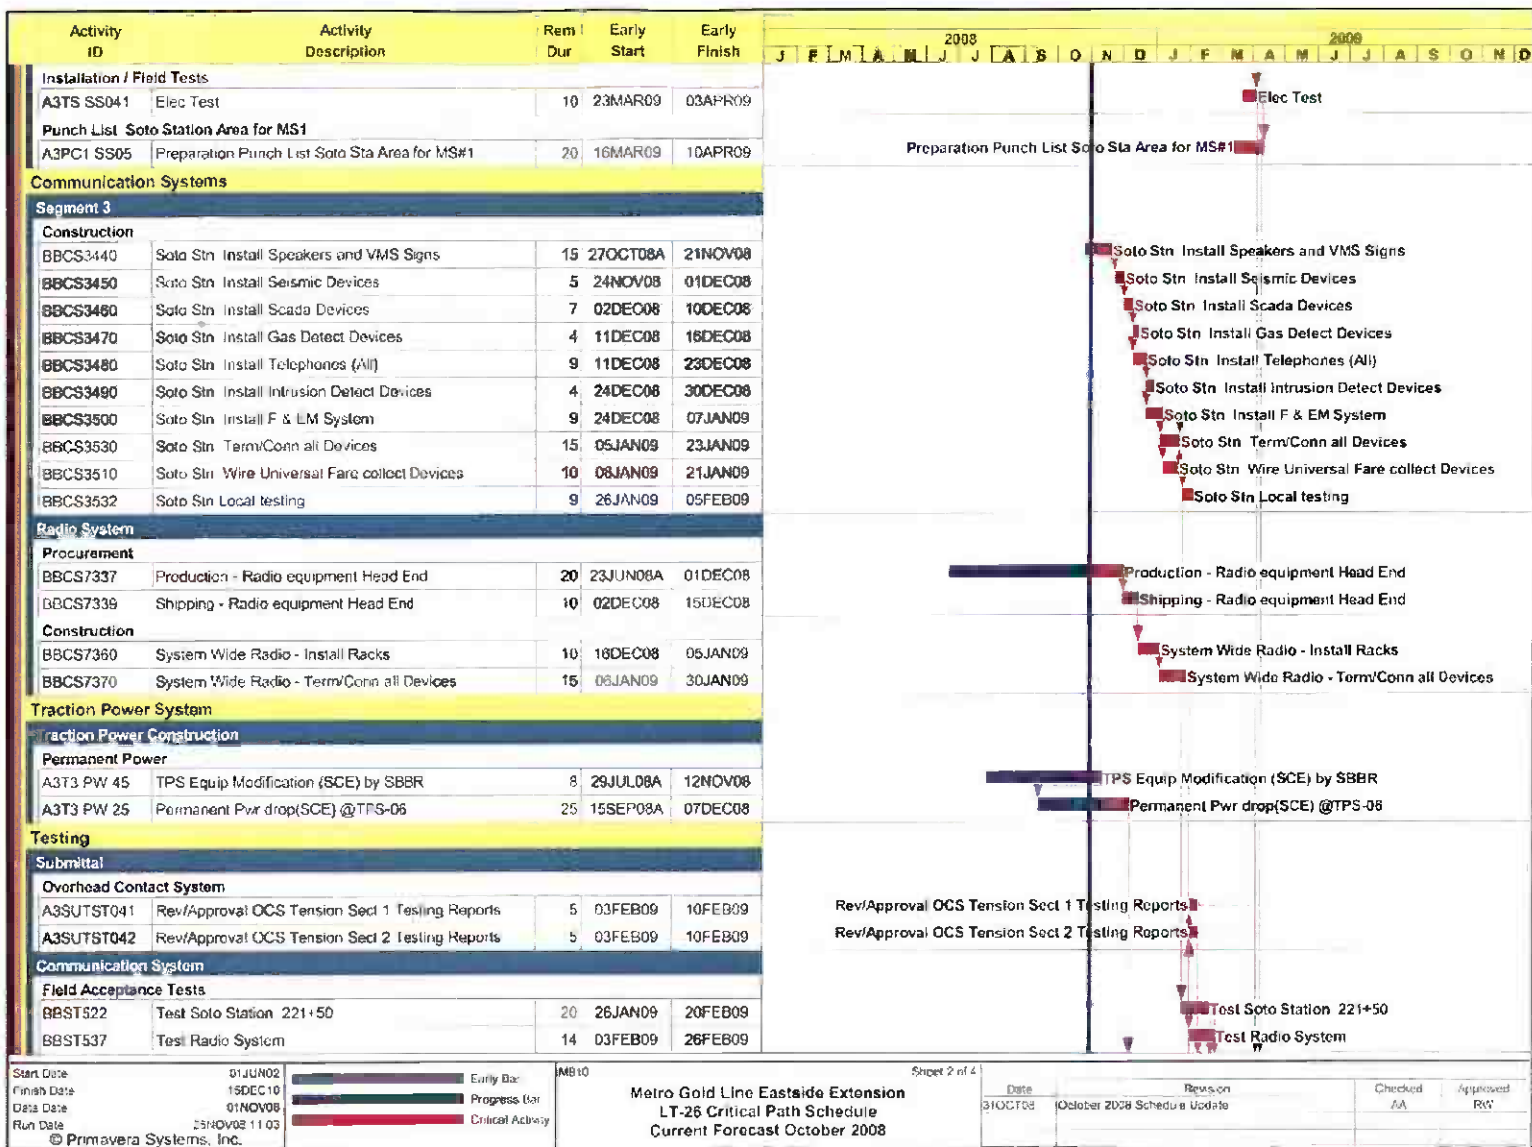 Activity ID Activity Description Rem Dur Early Start Early Finish
2008 2009
J F M A M J J A S O N D J F M A M J J A S O N D
Installation / Field Tests
A3TS SS041 Elec Test 10 23MAR09 03APR09 Elec Test
Punch List Soto Station Area for MS1
A3PC1 SS05 Preparation Punch List Soto Sta Area for MS#1 20 16MAR09 10APR09 Preparation Punch List Soto Sta Area for MS#1
Communication Systems
Segment 3
Construction
BBCS3440 Soto Stn Install Speakers and VMS Signs 15 27OCT08A 21NOV08 Soto Stn Install Speakers and VMS Signs
BBCS3450 Soto Stn Install Seismic Devices 5 24NOV08 01DEC08 Soto Stn Install Seismic Devices
BBCS3460 Soto Stn Install Scada Devices 7 02DEC08 10DEC08 Soto Stn Install Scada Devices
BBCS3470 Soto Stn Install Gas Detect Devices 4 11DEC08 16DEC08 Soto Stn Install Gas Detect Devices
BBCS3480 Soto Stn Install Telephones (All) 9 11DEC08 23DEC08 Soto Stn Install Telephones (All)
BBCS3490 Soto Stn Install Intrusion Detect Devices 4 24DEC08 30DEC08 Soto Stn Install Intrusion Detect Devices
BBCS3500 Soto Stn Install F & EM System 9 24DEC08 07JAN09 Soto Stn Install F & EM System
BBCS3530 Soto Stn Term/Conn all Devices 15 05JAN09 23JAN09 Soto Stn Term/Conn all Devices
BBCS3510 Soto Stn Wire Universal Fare collect Devices 10 08JAN09 21JAN09 Soto Stn Wire Universal Fare collect Devices
BBCS3532 Soto Stn Local testing 9 26JAN09 05FEB09 Soto Stn Local testing
Radio System
Procurement
BBCS7337 Production - Radio equipment Head End 20 23JUN08A 01DEC08 Production - Radio equipment Head End
BBCS7339 Shipping - Radio equipment Head End 10 02DEC08 15DEC08 Shipping - Radio equipment Head End
Construction
BBCS7360 System Wide Radio - Install Racks 10 16DEC08 05JAN09 System Wide Radio - Install Racks
BBCS7370 System Wide Radio - Term/Conn all Devices 15 06JAN09 30JAN09 System Wide Radio - Term/Conn all Devices
Traction Power System
Traction Power Construction
Permanent Power
A3T3 PW 45 TPS Equip Modification (SCE) by SBBR 8 29JUL08A 12NOV08 TPS Equip Modification (SCE) by SBBR
A3T3 PW 25 Permanent Pwr drop(SCE) @TPS-06 25 15SEP08A 07DEC08 Permanent Pwr drop(SCE) @TPS-06
Testing
Submittal
Overhead Contact System
A3SUTST041 Rev/Approval OCS Tension Sect 1 Testing Reports 5 03FEB09 10FEB09 Rev/Approval OCS Tension Sect 1 Testing Reports
A3SUTST042 Rev/Approval OCS Tension Sect 2 Testing Reports 5 03FEB09 10FEB09 Rev/Approval OCS Tension Sect 2 Testing Reports
Communication System
Field Acceptance Tests
BBST522 Test Soto Station 221+50 20 26JAN09 20FEB09 Test Soto Station 221+50
BBST537 Test Radio System 14 03FEB09 26FEB09 Test Radio System
Start Date 01JUN02
Finish Date 15DEC10
Data Date 01NOV08
Run Date 25NOV08 11:03
© Primavera Systems, Inc.
Early Bar
Progress Bar
Critical Activity
MB10 Sheet 2 of 4
Metro Gold Line Eastside Extension
LT-26 Critical Path Schedule
Current Forecast October 2008
Date Revision Checked Approved
31OCT08 October 2008 Schedule Update AA RW